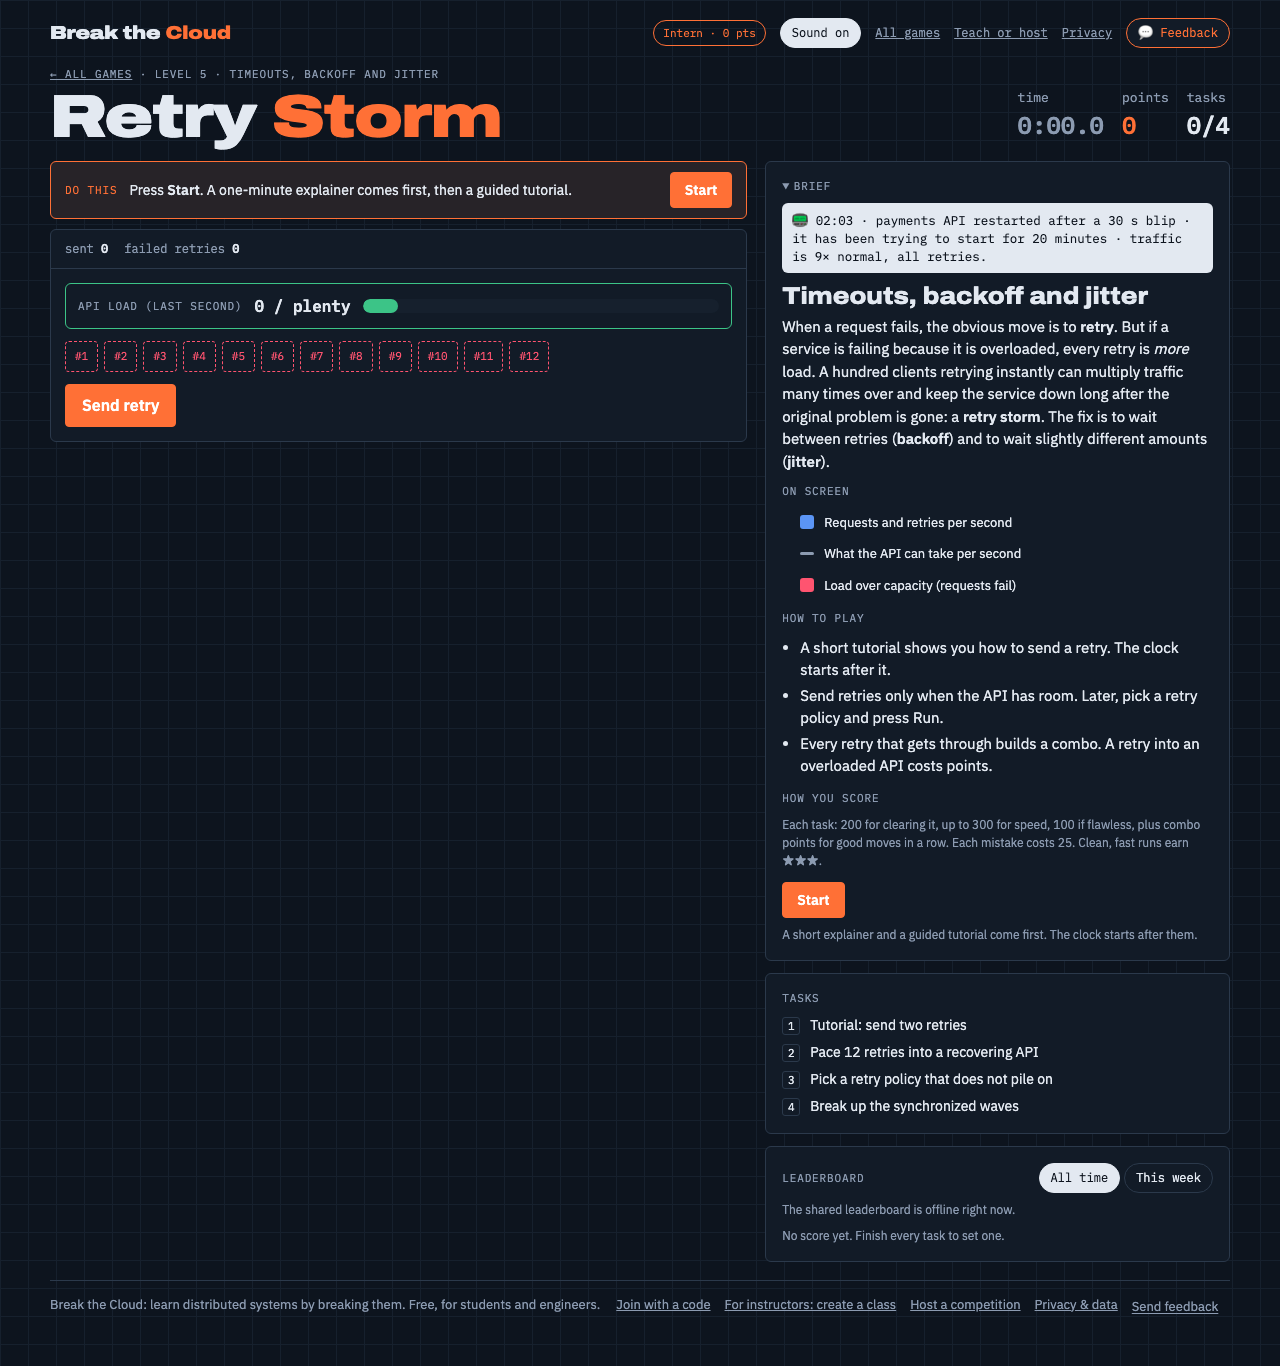 Break the Cloud
Intern · 0 pts
Sound on
All games
Teach or host
Privacy
💬 Feedback
← ALL GAMES · LEVEL 5 · TIMEOUTS, BACKOFF AND JITTER
Retry Storm
time
0:00.0
points
0
tasks
0/4
DO THIS Press Start. A one-minute explainer comes first, then a guided tutorial.
Start
sent 0 failed retries 0
API LOAD (LAST SECOND) 0 / plenty
#1 #2 #3 #4 #5 #6 #7 #8 #9 #10 #11 #12
Send retry
▼ BRIEF
📟 02:03 · payments API restarted after a 30 s blip ·
it has been trying to start for 20 minutes · traffic
is 9× normal, all retries.
Timeouts, backoff and jitter
When a request fails, the obvious move is to retry. But if a
service is failing because it is overloaded, every retry is more
load. A hundred clients retrying instantly can multiply traffic
many times over and keep the service down long after the
original problem is gone: a retry storm. The fix is to wait
between retries (backoff) and to wait slightly different amounts
(jitter).
ON SCREEN
Requests and retries per second
What the API can take per second
Load over capacity (requests fail)
HOW TO PLAY
• A short tutorial shows you how to send a retry. The clock
starts after it.
• Send retries only when the API has room. Later, pick a retry
policy and press Run.
• Every retry that gets through builds a combo. A retry into an
overloaded API costs points.
HOW YOU SCORE
Each task: 200 for clearing it, up to 300 for speed, 100 if flawless, plus combo
points for good moves in a row. Each mistake costs 25. Clean, fast runs earn
★★★.
Start
A short explainer and a guided tutorial come first. The clock starts after them.
TASKS
1 Tutorial: send two retries
2 Pace 12 retries into a recovering API
3 Pick a retry policy that does not pile on
4 Break up the synchronized waves
LEADERBOARD
All time
This week
The shared leaderboard is offline right now.
No score yet. Finish every task to set one.
Break the Cloud: learn distributed systems by breaking them. Free, for students and engineers.
Join with a code
For instructors: create a class
Host a competition
Privacy & data
Send feedback